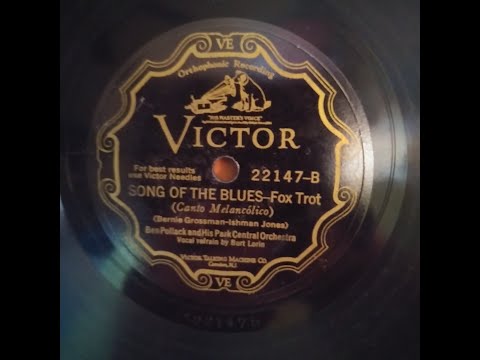 VE
Orthophonic Recording
"HIS MASTER'S VOICE"
VICTOR
For best results
use Victor Needles
22147-B
SONG OF THE BLUES-Fox Trot
(Canto Melancólico)
(Bernie Grossman-Ishman Jones)
Ben Pollack and His Park Central Orchestra
Vocal refrain by Burt Lorin
VICTOR TALKING MACHINE CO.
Camden, N.J.
VE